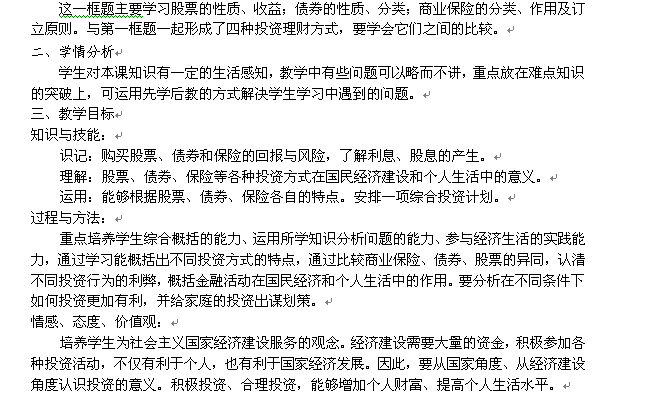 这一框题主要学习股票的性质、收益；债券的性质、分类；商业保险的分类、作用及订
立原则。与第一框题一起形成了四种投资理财方式，要学会它们之间的比较。
二、学情分析
学生对本课知识有一定的生活感知，教学中有些问题可以略而不讲，重点放在难点知识
的突破上，可运用先学后教的方式解决学生学习中遇到的问题。
三、教学目标
知识与技能：
识记：购买股票、债券和保险的回报与风险，了解利息、股息的产生。
理解：股票、债券、保险等各种投资方式在国民经济建设和个人生活中的意义。
运用：能够根据股票、债券、保险各自的特点。安排一项综合投资计划。
过程与方法：
重点培养学生综合概括的能力、运用所学知识分析问题的能力、参与经济生活的实践能
力，通过学习能概括出不同投资方式的特点，通过比较商业保险、债券、股票的异同，认清
不同投资行为的利弊，概括金融活动在国民经济和个人生活中的作用。要分析在不同条件下
如何投资更加有利，并给家庭的投资出谋划策。
情感、态度、价值观：
培养学生为社会主义国家经济建设服务的观念。经济建设需要大量的资金，积极参加各
种投资活动，不仅有利于个人，也有利于国家经济发展。因此，要从国家角度、从经济建设
角度认识投资的意义。积极投资、合理投资，能够增加个人财富、提高个人生活水平。